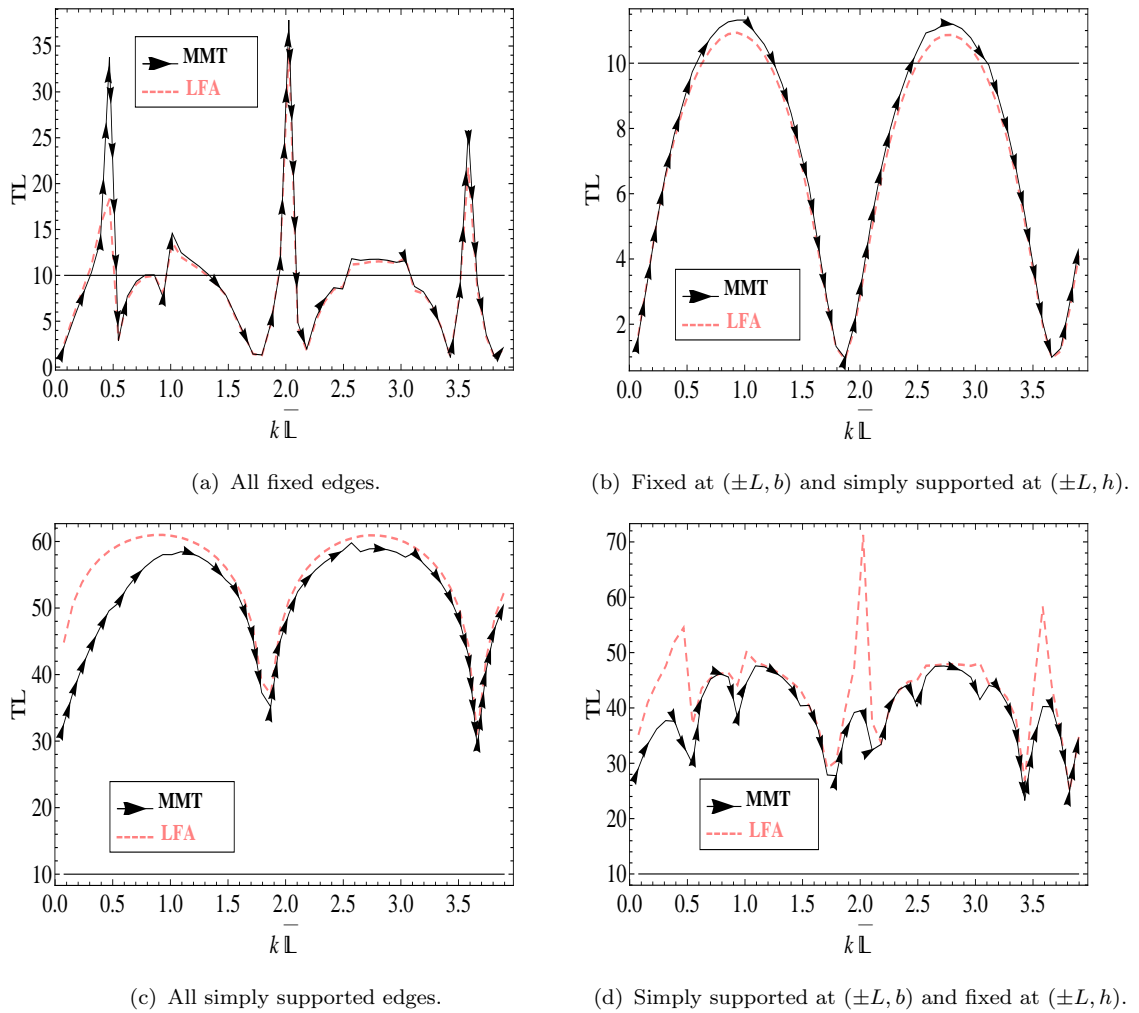 35
30
25
20
15
10
5
0
TL
MMT
LFA
0.0 0.5 1.0 1.5 2.0 2.5 3.0 3.5
k 𝕃̅
(a) All fixed edges.
10
8
6
4
2
TL
MMT
LFA
0.0 0.5 1.0 1.5 2.0 2.5 3.0 3.5
k 𝕃̅
(b) Fixed at (±L, b) and simply supported at (±L, h).
60
50
40
30
20
10
TL
MMT
LFA
0.0 0.5 1.0 1.5 2.0 2.5 3.0 3.5
k 𝕃̅
(c) All simply supported edges.
70
60
50
40
30
20
10
TL
MMT
LFA
0.0 0.5 1.0 1.5 2.0 2.5 3.0 3.5
k 𝕃̅
(d) Simply supported at (±L, b) and fixed at (±L, h).